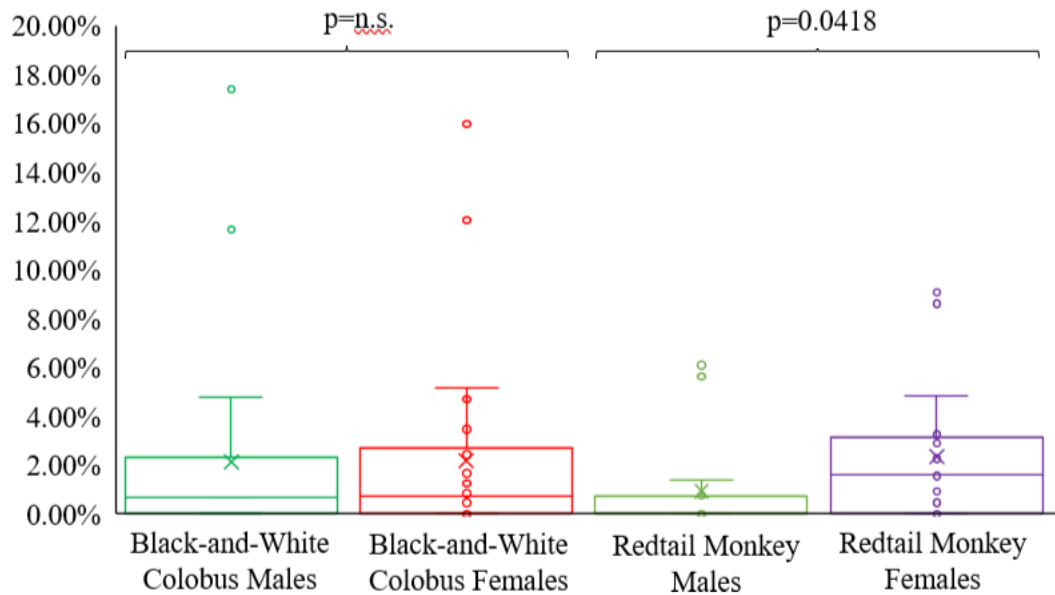 p=n.s.
p=0.0418
20.00%
18.00%
16.00%
14.00%
12.00%
10.00%
8.00%
6.00%
4.00%
2.00%
0.00%
Black-and-White
Colobus Males
Black-and-White
Colobus Females
Redtail Monkey
Males
Redtail Monkey
Females